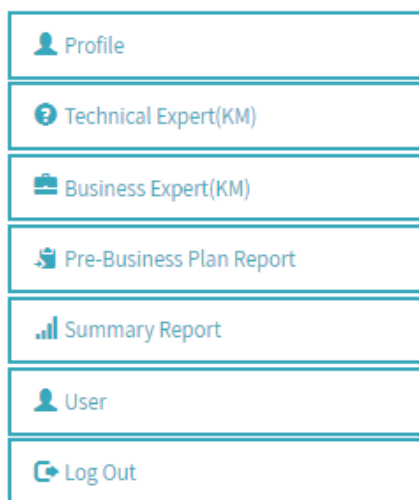 Profile
Technical Expert(KM)
Business Expert(KM)
Pre-Business Plan Report
Summary Report
User
Log Out